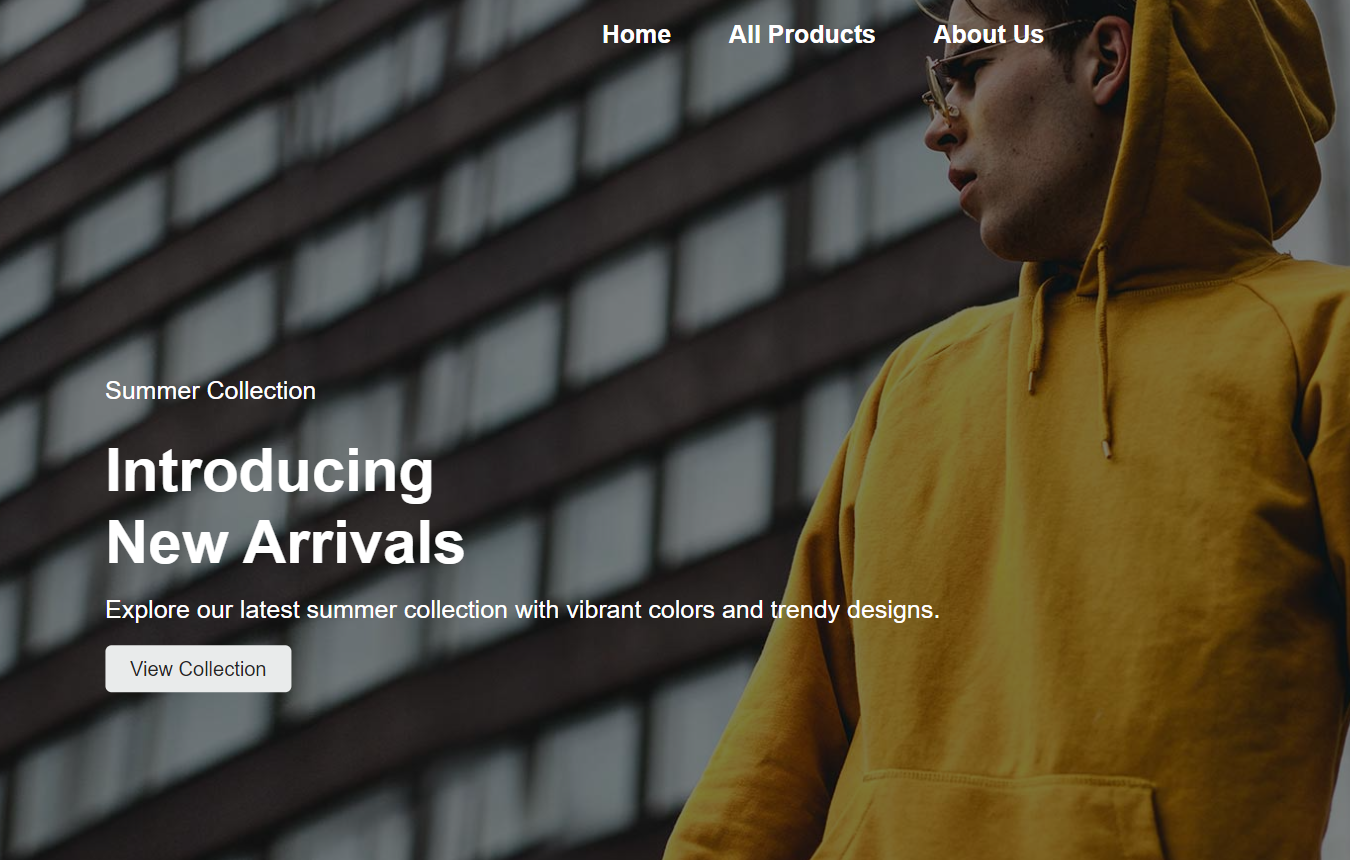 Home All Products About Us
Summer Collection
Introducing
New Arrivals
Explore our latest summer collection with vibrant colors and trendy designs.
View Collection